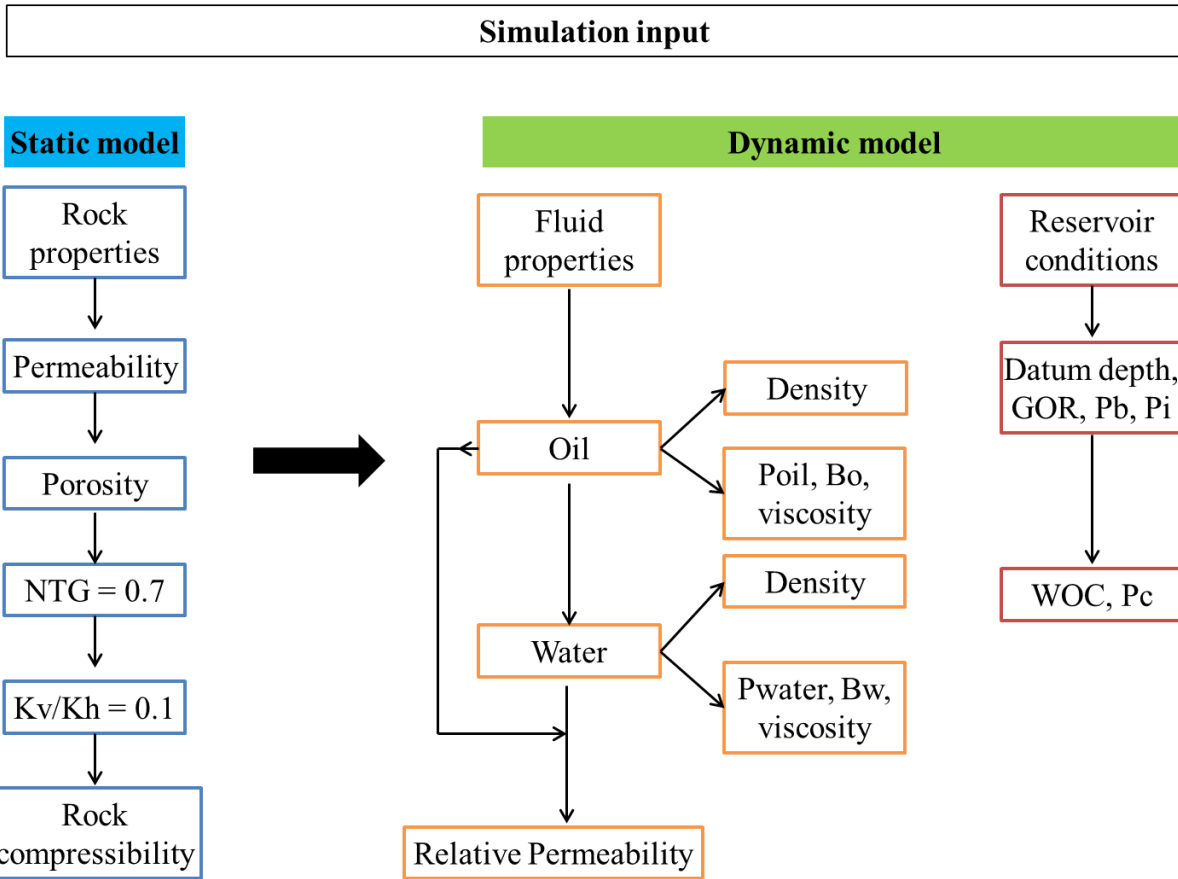 Simulation input
Static model
Dynamic model
Rock
properties
Permeability
Porosity
NTG = 0.7
Kv/Kh = 0.1
Rock
compressibility
Fluid
properties
Oil
Density
Poil, Bo,
viscosity
Water
Density
Pwater, Bw,
viscosity
Relative Permeability
Reservoir
conditions
Datum depth,
GOR, Pb, Pi
WOC, Pc